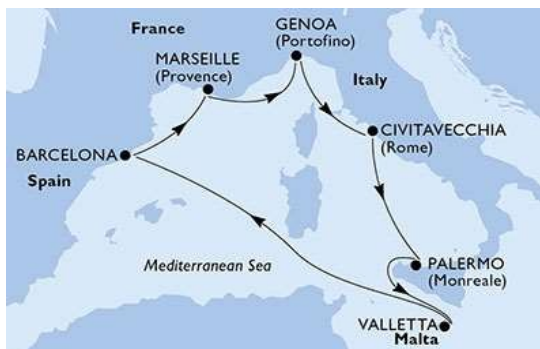 France
GENOA
(Portofino)
MARSEILLE
(Provence)
Italy
CIVITAVECCHIA
(Rome)
BARCELONA
Spain
Mediterranean Sea
PALERMO
(Monreale)
VALLETTA
Malta